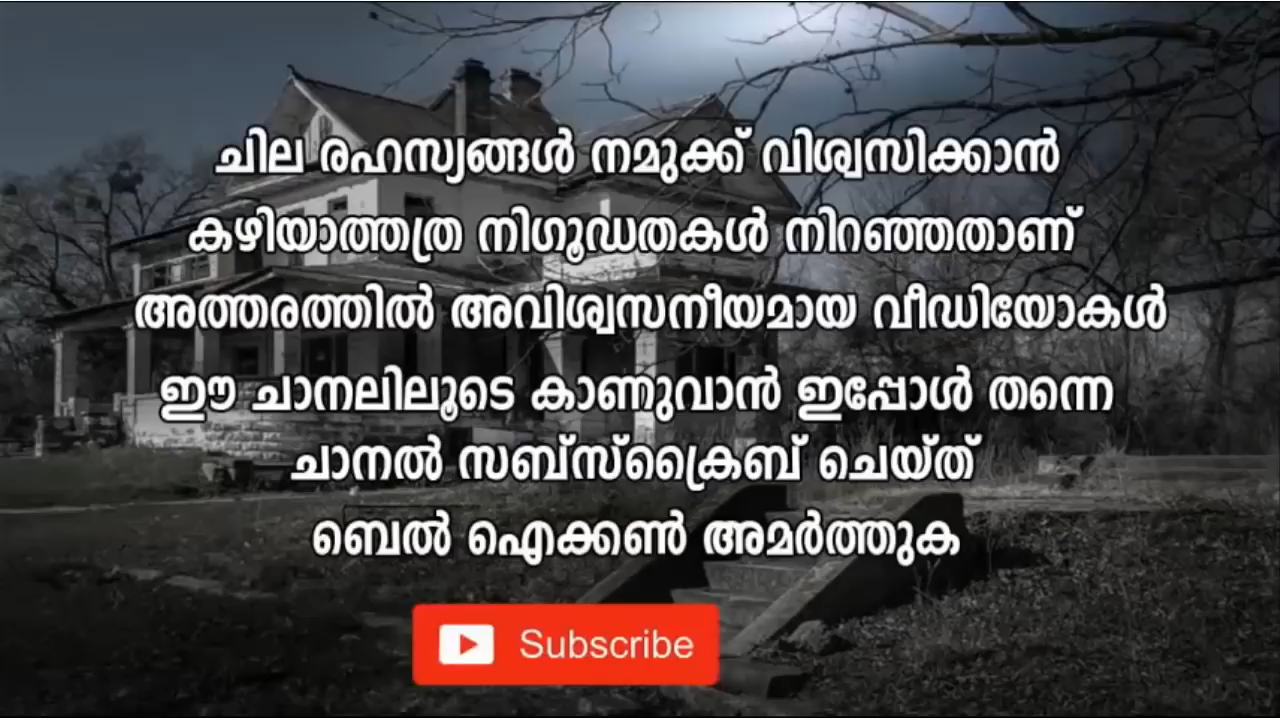 ചില രഹസ്യങ്ങൾ നമുക്ക് വിശ്വസിക്കാൻ
കഴിയാത്തത്ര നിഗൂഡതകൾ നിറഞ്ഞതാണ്
അത്തരത്തിൽ അവിശ്വസനീയമായ വീഡിയോകൾ
ഈ ചാനലിലൂടെ കാണുവാൻ ഇപ്പോൾ തന്നെ
ചാനൽ സബ്സ്ക്രൈബ് ചെയ്ത്
ബെൽ ഐക്കൺ അമർത്തുക
Subscribe